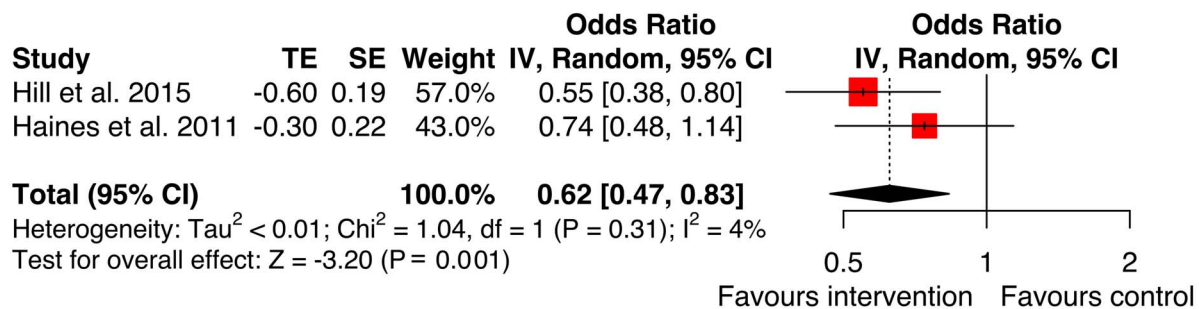 Odds Ratio Odds Ratio
Study TE SE Weight IV, Random, 95% CI IV, Random, 95% CI
Hill et al. 2015 -0.60 0.19 57.0% 0.55 [0.38, 0.80]
Haines et al. 2011 -0.30 0.22 43.0% 0.74 [0.48, 1.14]
Total (95% CI) 100.0% 0.62 [0.47, 0.83]
Heterogeneity: Tau² < 0.01; Chi² = 1.04, df = 1 (P = 0.31); I² = 4%
Test for overall effect: Z = -3.20 (P = 0.001)
0.5 1 2
Favours intervention Favours control